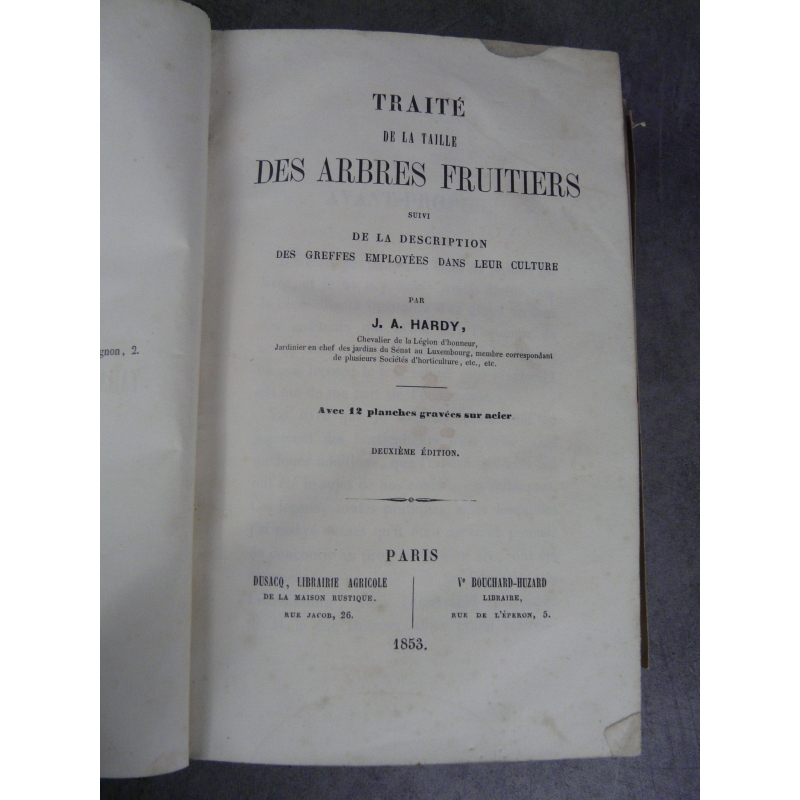 gnon, 2.
TRAITÉ
DE LA TAILLE
DES ARBRES FRUITIERS
SUIVI
DE LA DESCRIPTION
DES GREFFES EMPLOYÉES DANS LEUR CULTURE
PAR
J. A. HARDY,
Chevalier de la Légion d'honneur,
Jardinier en chef des jardins du Sénat au Luxembourg, membre correspondant
de plusieurs Sociétés d'horticulture, etc., etc.
Avec 12 planches gravées sur acier.
DEUXIÈME ÉDITION.
PARIS
DUSACQ, LIBRAIRIE AGRICOLE
DE LA MAISON RUSTIQUE.
RUE JACOB, 26.
Ve BOUCHARD-HUZARD
LIBRAIRE,
RUE DE L'ÉPERON, 5.
1853.